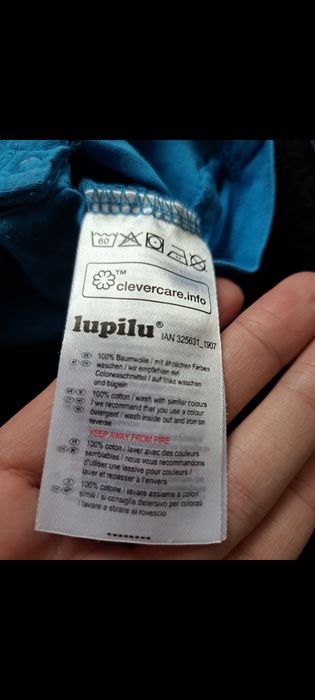 60
clevercare.info
™
lupilu® IAN 325631_1907
100% Baumwolle / mit ähnlichen Farben
waschen / wir empfehlen ein
Colorwaschmittel / auf links waschen
und bügeln
100% cotton / wash with similar colours
/ we recommend that you use a colour
detergent / wash inside out and iron on
reverse
KEEP AWAY FROM FIRE
100% coton / laver avec des couleurs
semblables / nous vous recommandons
d'utiliser une lessive pour couleurs /
laver et repasser à l'envers
100% cotone / lavare assieme a colori
simili / si consiglia detersivo per colorati
/ lavare e stirare al rovescio